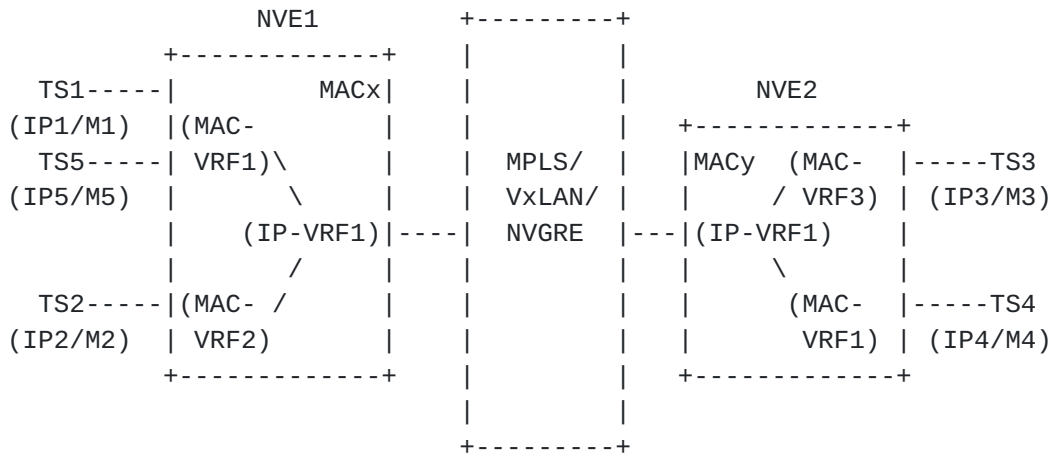 NVE1 +---------+
+-------------+ | |
TS1-----| MACx| | | NVE2
(IP1/M1) |(MAC- | | | +-------------+
TS5-----| VRF1)\ | | MPLS/ | |MACy (MAC- |-----TS3
(IP5/M5) | \ | | VxLAN/ | | / VRF3) | (IP3/M3)
| (IP-VRF1)|----| NVGRE |---|(IP-VRF1) |
| / | | | | \ |
TS2-----|(MAC- / | | | | (MAC- |-----TS4
(IP2/M2) | VRF2) | | | | VRF1) | (IP4/M4)
+-------------+ | | +-------------+
| |
+---------+